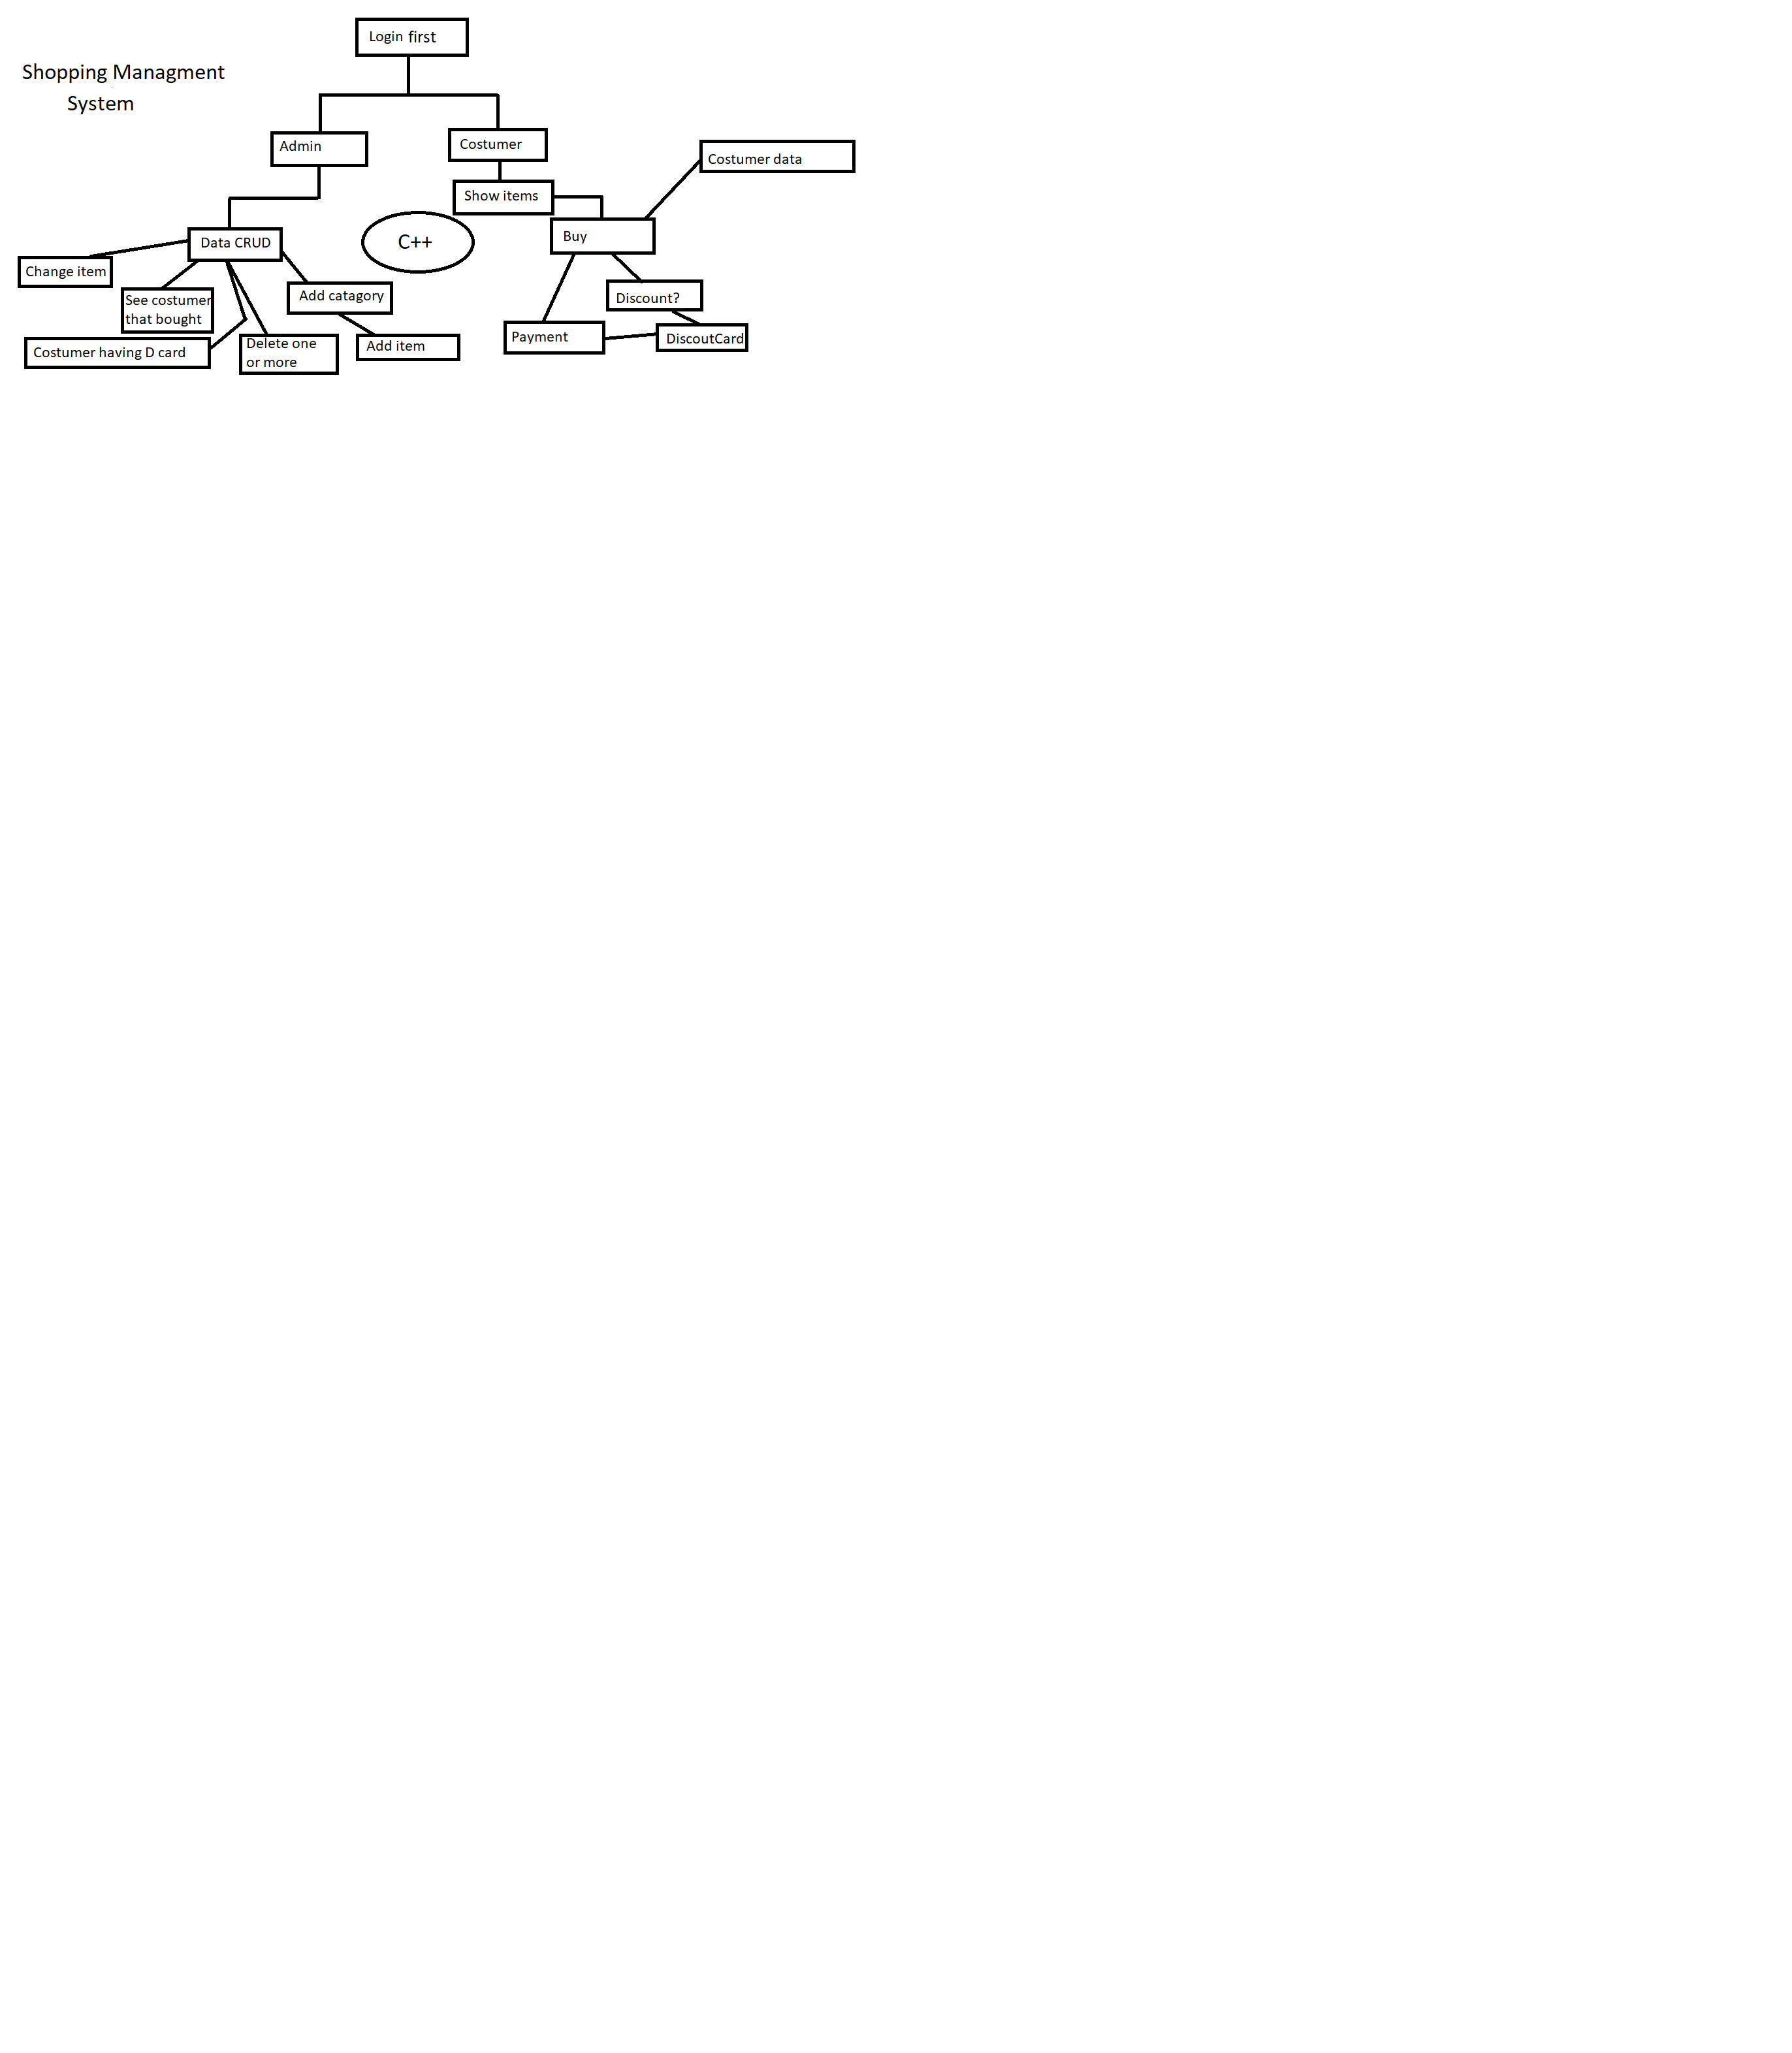 Login first
Shopping Managment
System
Admin
Costumer
Costumer data
Show items
Buy
C++
Data CRUD
Change item
See costumer
that bought
Add catagory
Discount?
Costumer having D card
Delete one
or more
Add item
Payment
DiscoutCard